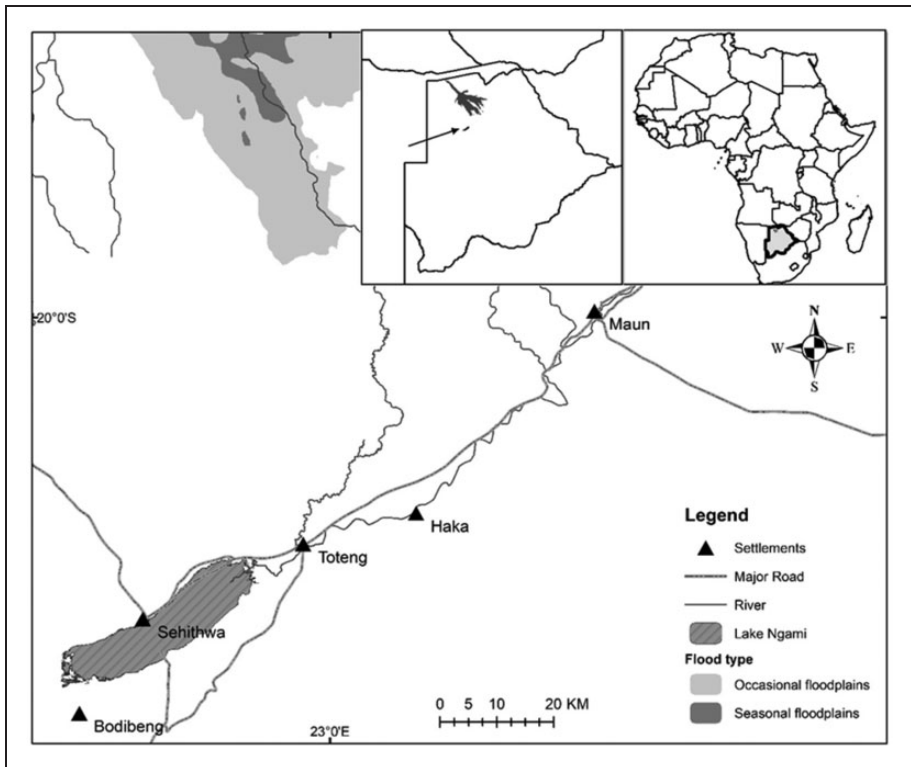 20°0'S
Maun
N
W E
S
Haka
Toteng
Sehithwa
Bodibeng
23°0'E
0 5 10 20 KM
Legend
Settlements
Major Road
River
Lake Ngami
Flood type
Occasional floodplains
Seasonal floodplains